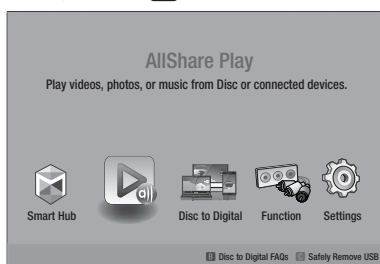 AllShare Play
Play videos, photos, or music from Disc or connected devices.
Smart Hub
Disc to Digital
Function
Settings
B Disc to Digital FAQs C Safely Remove USB